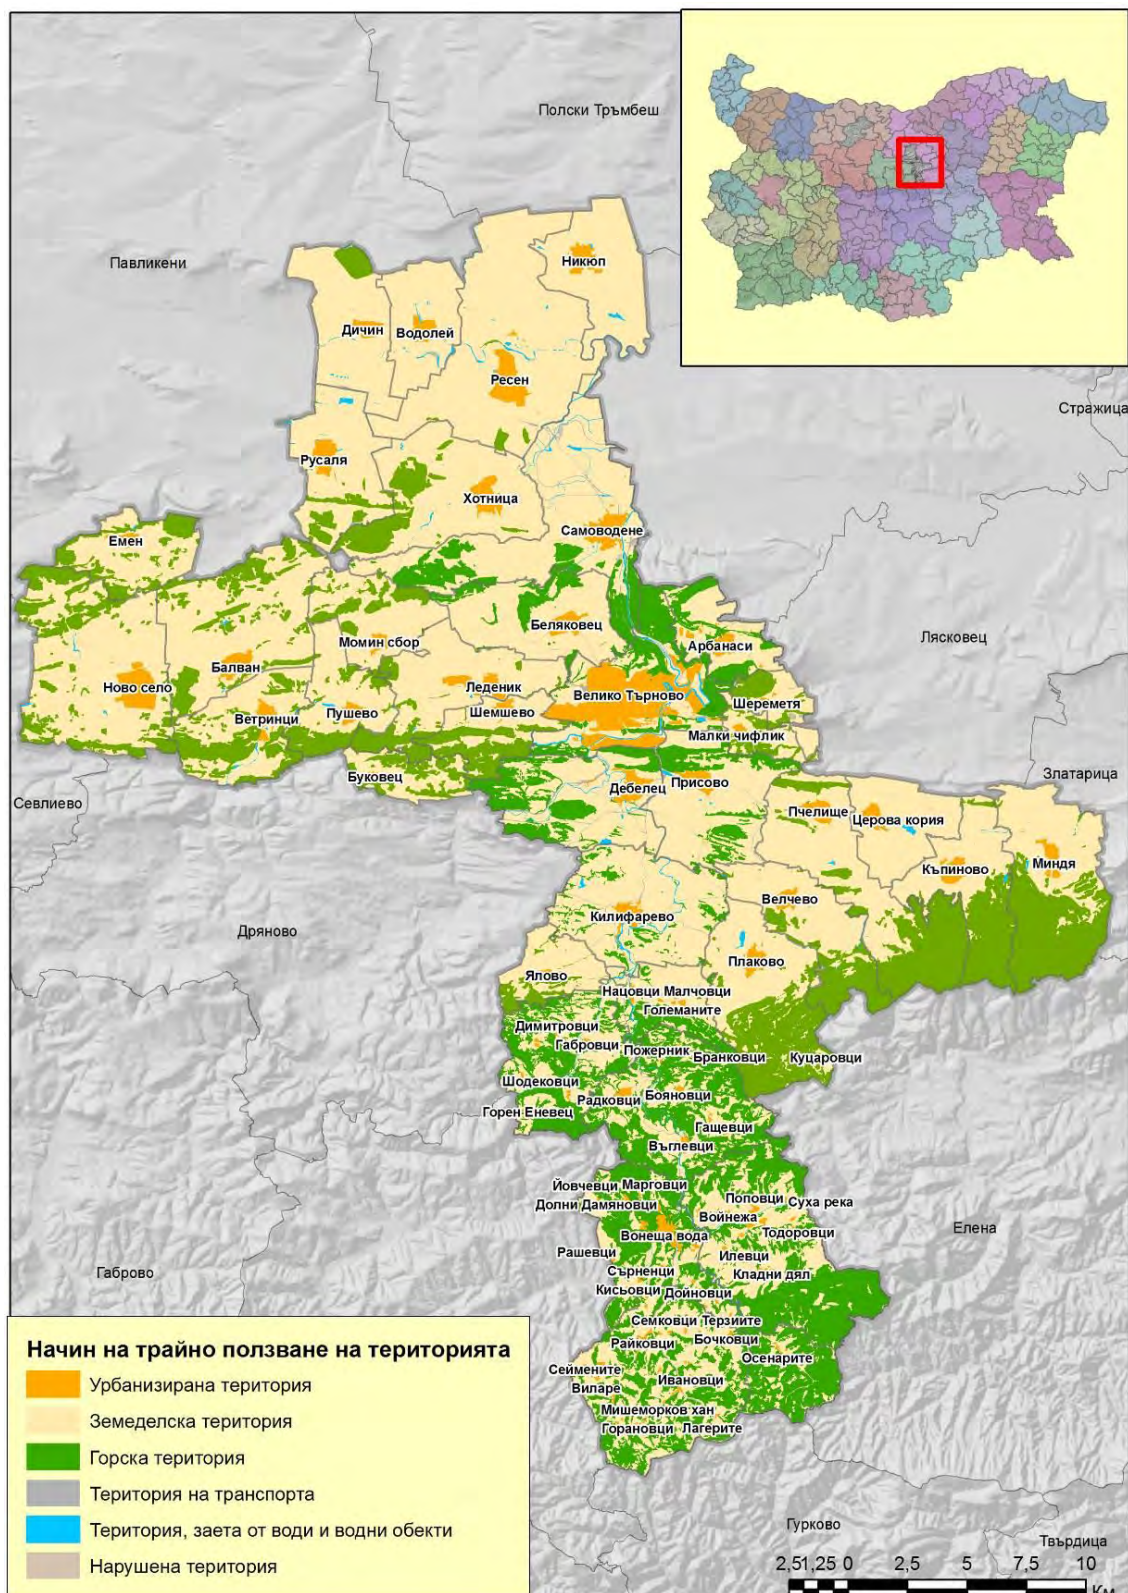 Полски Тръмбеш
Павликени
Никюп
Дичин
Водолей
Ресен
Стражица
Русаля
Хотница
Самоводене
Емен
Беляковец
Момин сбор
Арбанаси
Лясковец
Балван
Ново село
Леденик
Велико Търново
Шереметя
Ветринци
Пушево
Шемшево
Малки чифлик
Буковец
Златарица
Севлиево
Дебелец
Присово
Пчелище
Церова кория
Къпиново
Миндя
Велчево
Килифарево
Дряново
Плаково
Ялово
Нацовци
Малчовци
Големаните
Димитровци
Габровци
Пожерник
Бранковци
Куцаровци
Шодековци
Радковци
Бояновци
Горен Еневец
Гащевци
Въглевци
Йовчевци
Марговци
Долни Дамяновци
Поповци
Суха река
Войнежа
Тодоровци
Елена
Вонеща вода
Рашевци
Илевци
Сърненци
Кладни дял
Габрово
Кисьовци
Дойновци
Семковци
Терзиите
Райковци
Бочковци
Осенарите
Сеймените
Ивановци
Виларе
Мишеморков хан
Горановци
Лагерите
Гурково
Твърдица
Начин на трайно ползване на територията
Урбанизирана територия
Земеделска територия
Горска територия
Територия на транспорта
Територия, заета от води и водни обекти
Нарушена територия
2,51,25 0 2,5 5 7,5 10
Км